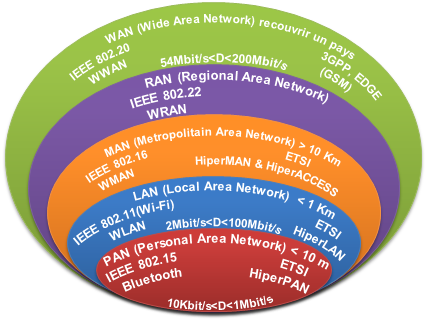 WAN (Wide Area Network) recouvrir un pays
IEEE 802.20
WWAN
54Mbit/s<D<200Mbit/s
3GPP, EDGE
(GSM)
RAN (Regional Area Network)
IEEE 802.22
WRAN
MAN (Metropolitain Area Network) > 10 Km
IEEE 802.16
WMAN
ETSI
HiperMAN & HiperACCESS
LAN (Local Area Network) < 1 Km
IEEE 802.11(Wi-Fi)
WLAN
2Mbit/s<D<100Mbit/s
ETSI
HiperLAN
PAN (Personal Area Network) < 10 m
IEEE 802.15
Bluetooth
ETSI
HiperPAN
10Kbit/s<D<1Mbit/s